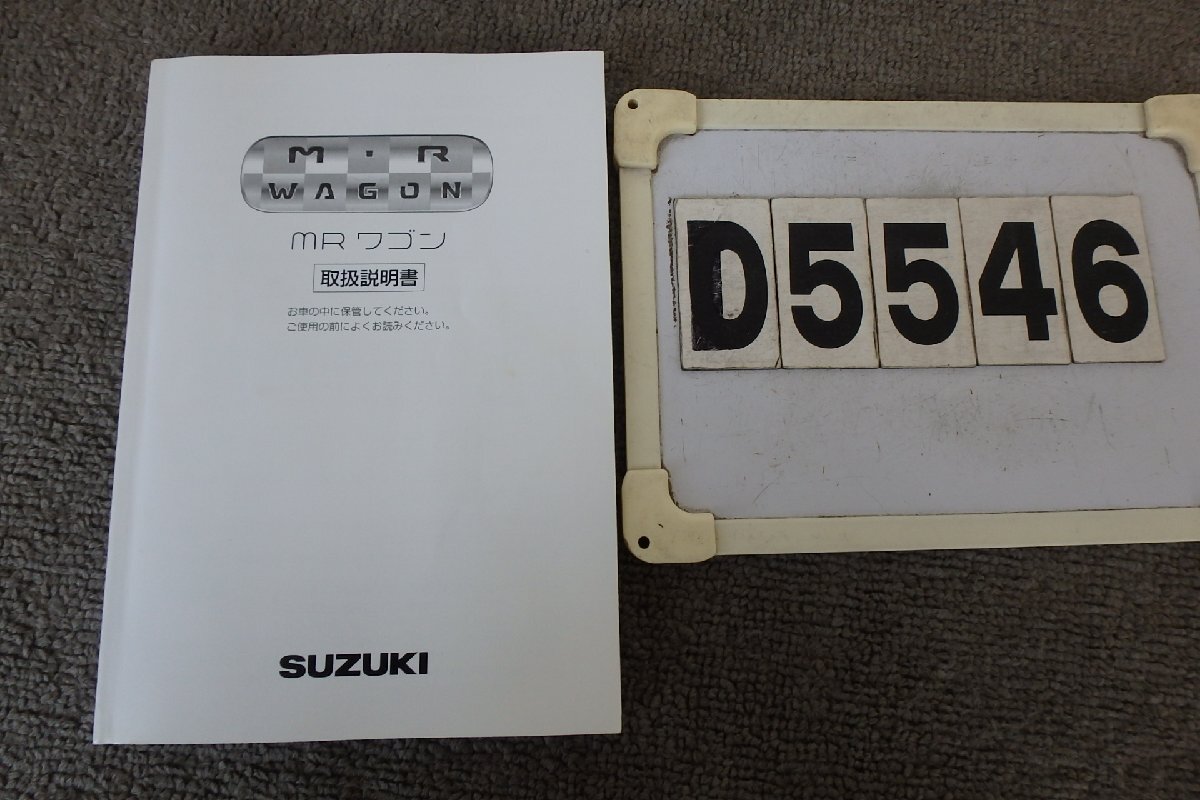 M・R
WAGON
MRワゴン
取扱説明書
お車の中に保管してください。
ご使用の前によくお読みください。
SUZUKI
D5546